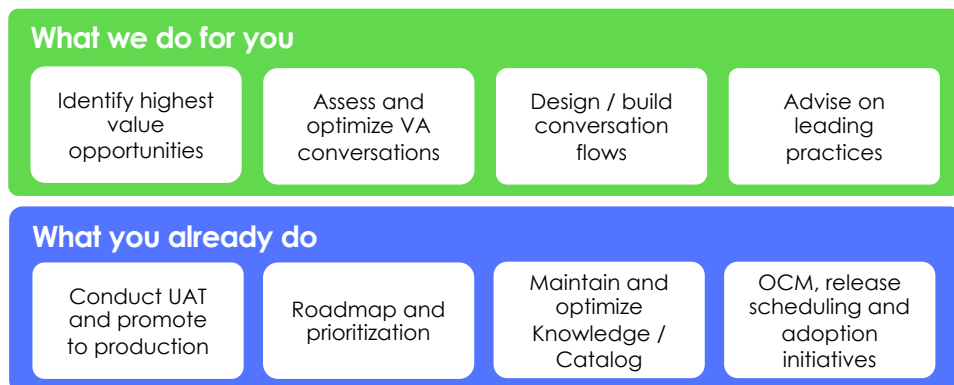 What we do for you
Identify highest
value
opportunities
Assess and
optimize VA
conversations
Design / build
conversation
flows
Advise on
leading
practices
What you already do
Conduct UAT
and promote
to production
Roadmap and
prioritization
Maintain and
optimize
Knowledge /
Catalog
OCM, release
scheduling and
adoption
initiatives